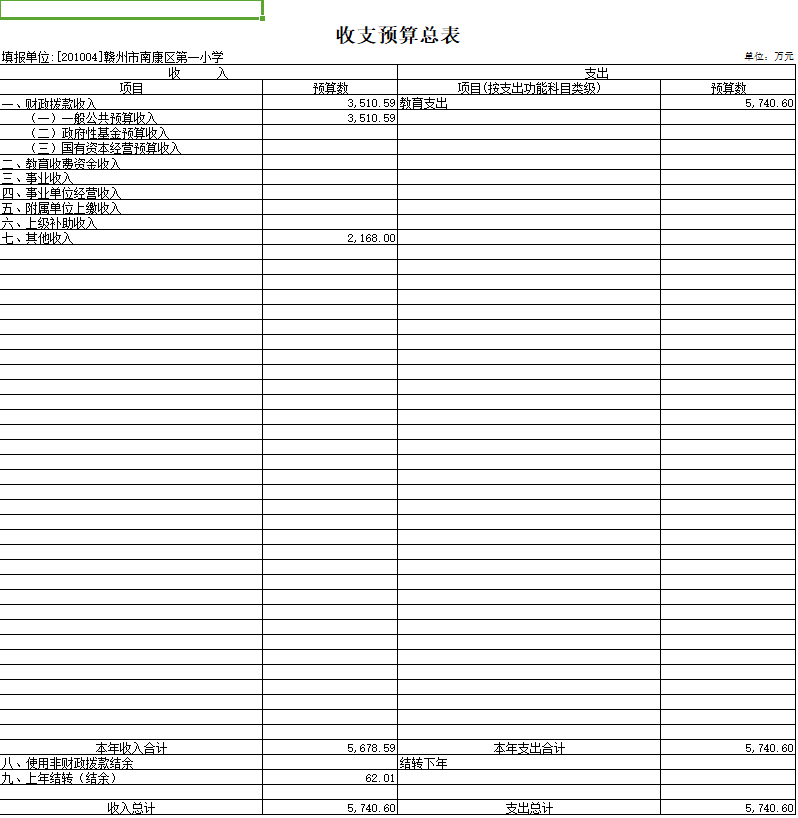 收支预算总表
填报单位:[201004]赣州市南康区第一小学 单位：万元
收 入 支出
项目 预算数 项目(按支出功能科目类级) 预算数
一、财政拨款收入 3,510.59 教育支出 5,740.60
（一）一般公共预算收入 3,510.59
（二）政府性基金预算收入
（三）国有资本经营预算收入
二、教育收费资金收入
三、事业收入
四、事业单位经营收入
五、附属单位上缴收入
六、上级补助收入
七、其他收入 2,168.00
本年收入合计 5,678.59 本年支出合计 5,740.60
八、使用非财政拨款结余 结转下年
九、上年结转（结余） 62.01
收入总计 5,740.60 支出总计 5,740.60